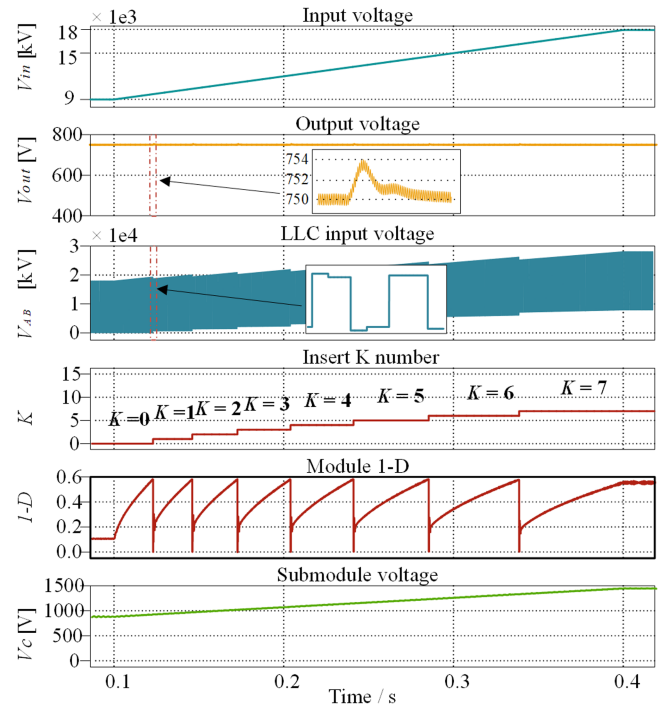 × 1e3
Input voltage
Vin [kV]
18
15
9
Output voltage
Vout [V]
800
600
400
754
752
750
× 1e4
LLC input voltage
VAB [kV]
3
2
1
0
Insert K number
K
15
10
5
0
K =0
K =1
K = 2
K = 3
K = 4
K = 5
K = 6
K = 7
Module 1-D
1-D
0.6
0.4
0.2
0.0
Submodule voltage
Vc [V]
1500
1000
500
0
0.1
0.2
0.3
0.4
Time / s